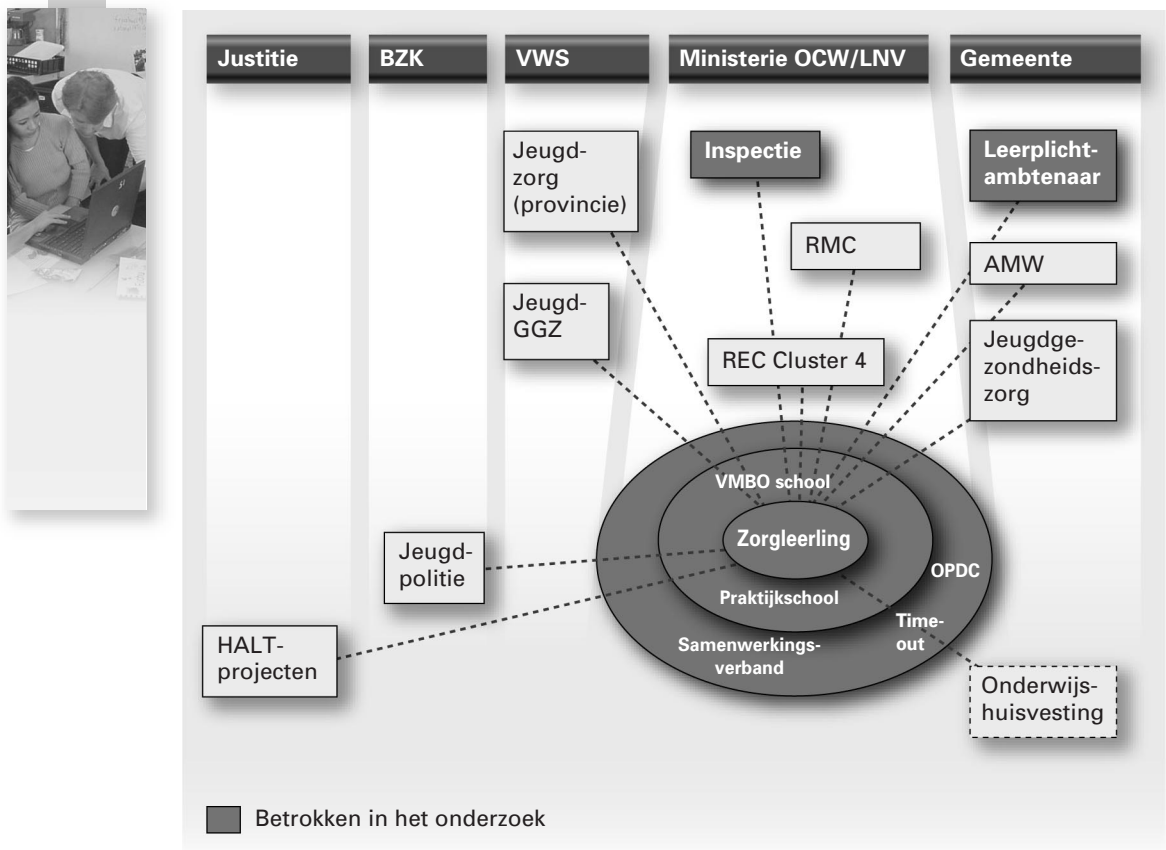 Justitie
BZK
VWS
Ministerie OCW/LNV
Gemeente
Jeugd-
zorg
(provincie)
Inspectie
Leerplicht-
ambtenaar
RMC
AMW
Jeugd-
GGZ
REC Cluster 4
Jeugdge-
zondheids-
zorg
VMBO school
Zorgleerling
Jeugd-
politie
OPDC
Praktijkschool
Time-
out
Samenwerkings-
verband
HALT-
projecten
Onderwijs-
huisvesting
Betrokken in het onderzoek